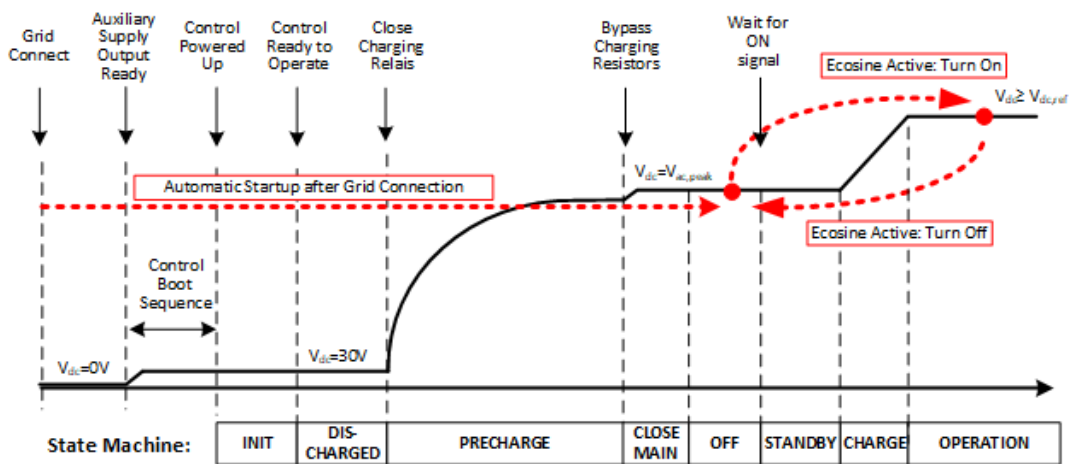 Grid
Connect
Auxiliary
Supply
Output
Ready
Control
Powered
Up
Control
Ready to
Operate
Close
Charging
Relais
Bypass
Charging
Resistors
Wait for
ON
signal
Ecosine Active: Turn On
Vdc≥ Vdc,ref
Automatic Startup after Grid Connection
Vdc=Vac,peak
Ecosine Active: Turn Off
Control
Boot
Sequence
Vdc=0V
Vdc=30V
State Machine:
INIT
DIS-
CHARGED
PRECHARGE
CLOSE
MAIN
OFF
STANDBY
CHARGE
OPERATION